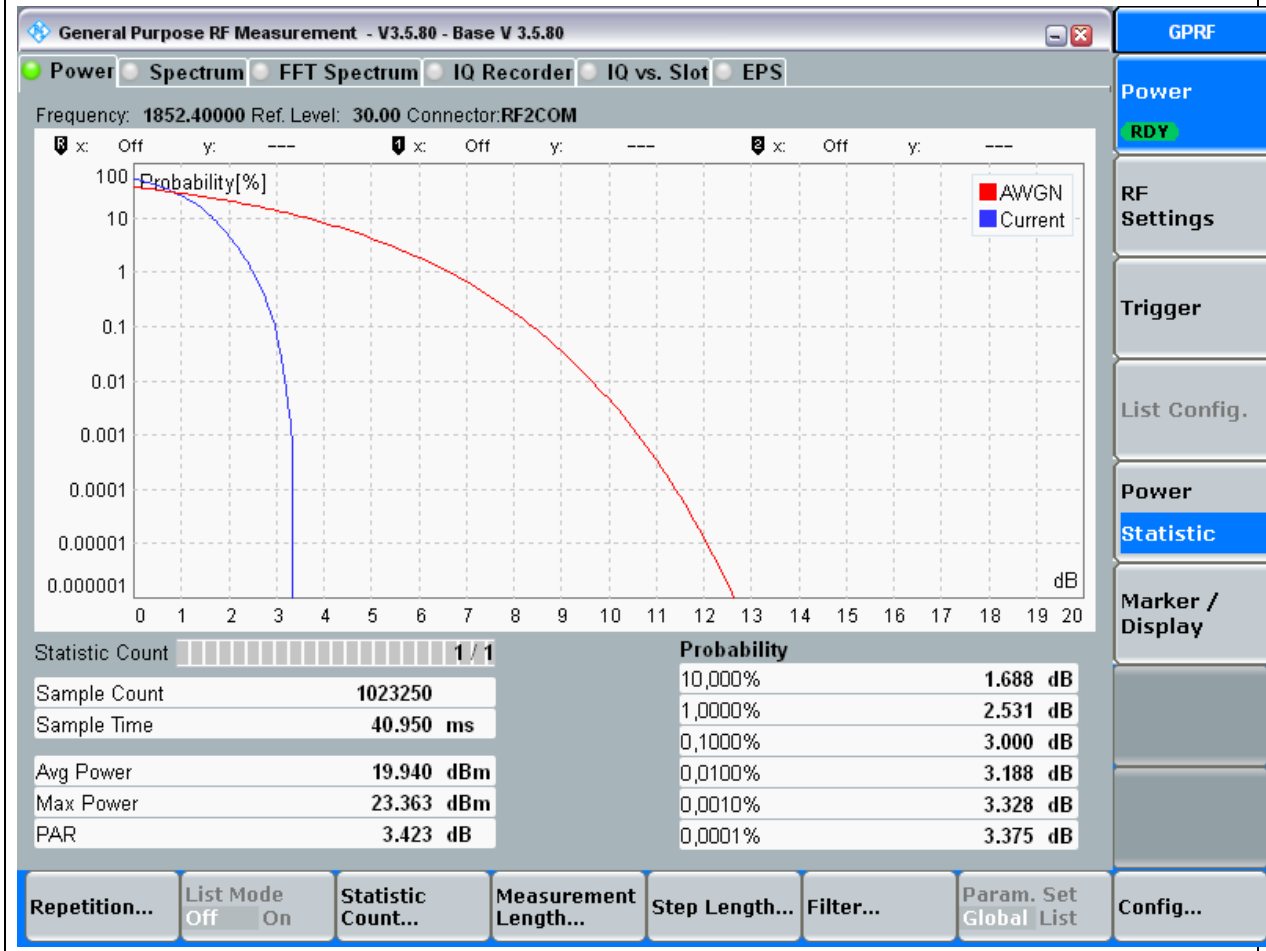 General Purpose RF Measurement - V3.5.80 - Base V 3.5.80
GPRF
Power Spectrum FFT Spectrum IQ Recorder IQ vs. Slot EPS
Frequency: 1852.40000 Ref. Level: 30.00 Connector:RF2COM
R x: Off y: --- 1 x: Off y: --- 2 x: Off y: ---
Probability[%]
AWGN
Current
100
10
1
0.1
0.01
0.001
0.0001
0.00001
0.000001
dB
0 1 2 3 4 5 6 7 8 9 10 11 12 13 14 15 16 17 18 19 20
Statistic Count 1 / 1
Sample Count 1023250
Sample Time 40.950 ms
Avg Power 19.940 dBm
Max Power 23.363 dBm
PAR 3.423 dB
Probability
10,000% 1.688 dB
1,0000% 2.531 dB
0,1000% 3.000 dB
0,0100% 3.188 dB
0,0010% 3.328 dB
0,0001% 3.375 dB
Power
RDY
RF
Settings
Trigger
List Config.
Power
Statistic
Marker /
Display
Repetition...
List Mode
Off On
Statistic
Count...
Measurement
Length...
Step Length...
Filter...
Param. Set
Global List
Config...